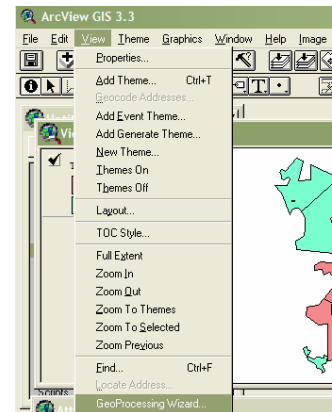 ArcView GIS 3.3
File Edit View Theme Graphics Window Help Image
Properties...
Add Theme... Ctrl+T
Geocode Addresses...
Add Event Theme...
Add Generate Theme...
New Theme...
Themes On
Themes Off
Layout...
TOC Style...
Full Extent
Zoom In
Zoom Out
Zoom To Themes
Zoom To Selected
Zoom Previous
Find... Ctrl+F
Locate Address...
GeoProcessing Wizard...
Scripts